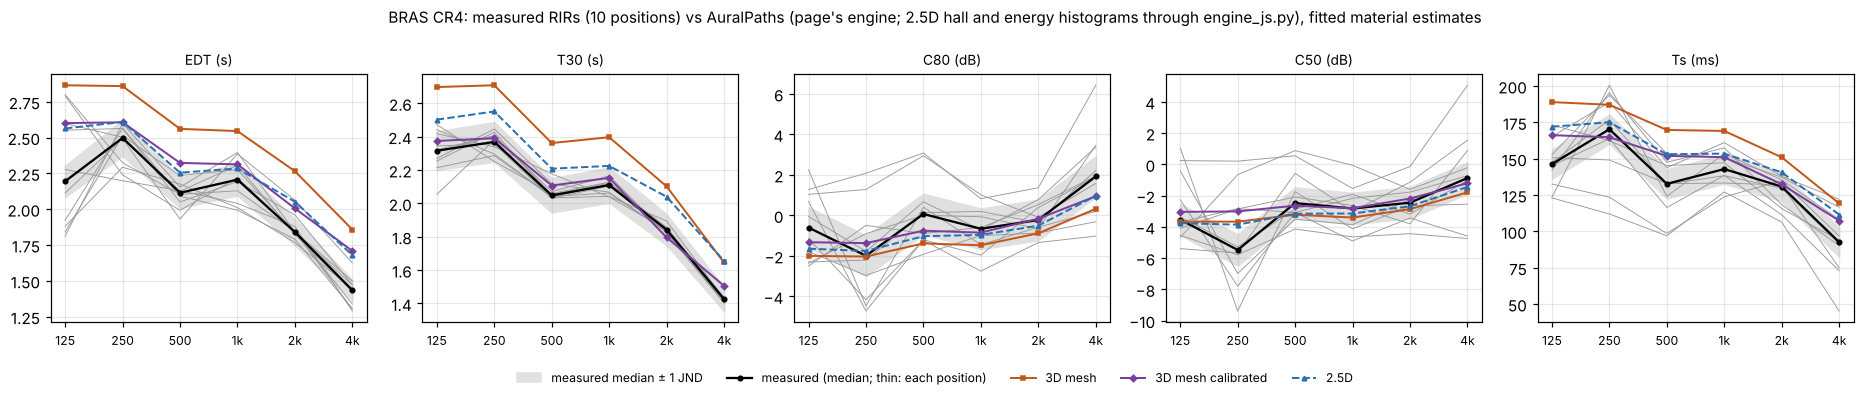 BRAS CR4: measured RIRs (10 positions) vs AuralPaths (page's engine; 2.5D hall and energy histograms through engine_js.py), fitted material estimates
EDT (s)
2.75
2.50
2.25
2.00
1.75
1.50
1.25
125 250 500 1k 2k 4k
T30 (s)
2.6
2.4
2.2
2.0
1.8
1.6
1.4
125 250 500 1k 2k 4k
C80 (dB)
6
4
2
0
−2
−4
125 250 500 1k 2k 4k
C50 (dB)
4
2
0
−2
−4
−6
−8
−10
125 250 500 1k 2k 4k
Ts (ms)
200
175
150
125
100
75
50
125 250 500 1k 2k 4k
measured median ± 1 JND measured (median; thin: each position) 3D mesh 3D mesh calibrated 2.5D